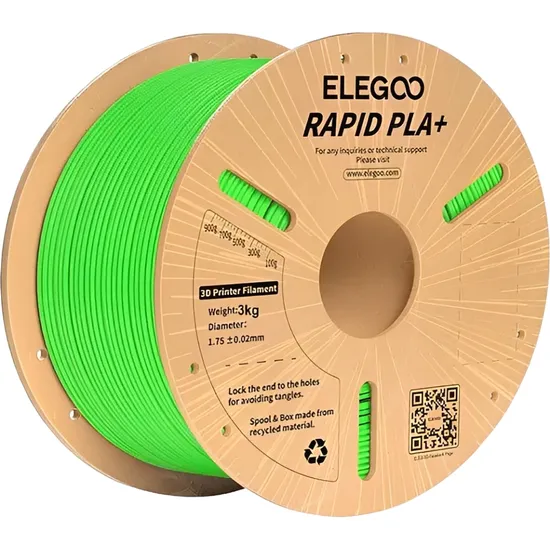 ELEGOO
RAPID PLA+
For any inquiries or technical support
Please visit
www.elegoo.com
900g
700g
500g
300g
100g
3D Printer Filament
Weight:3kg
Diameter:
1.75 ±0.02mm
Lock the end to the holes
for avoiding tangles.
Spool & Box made from
recycled material.